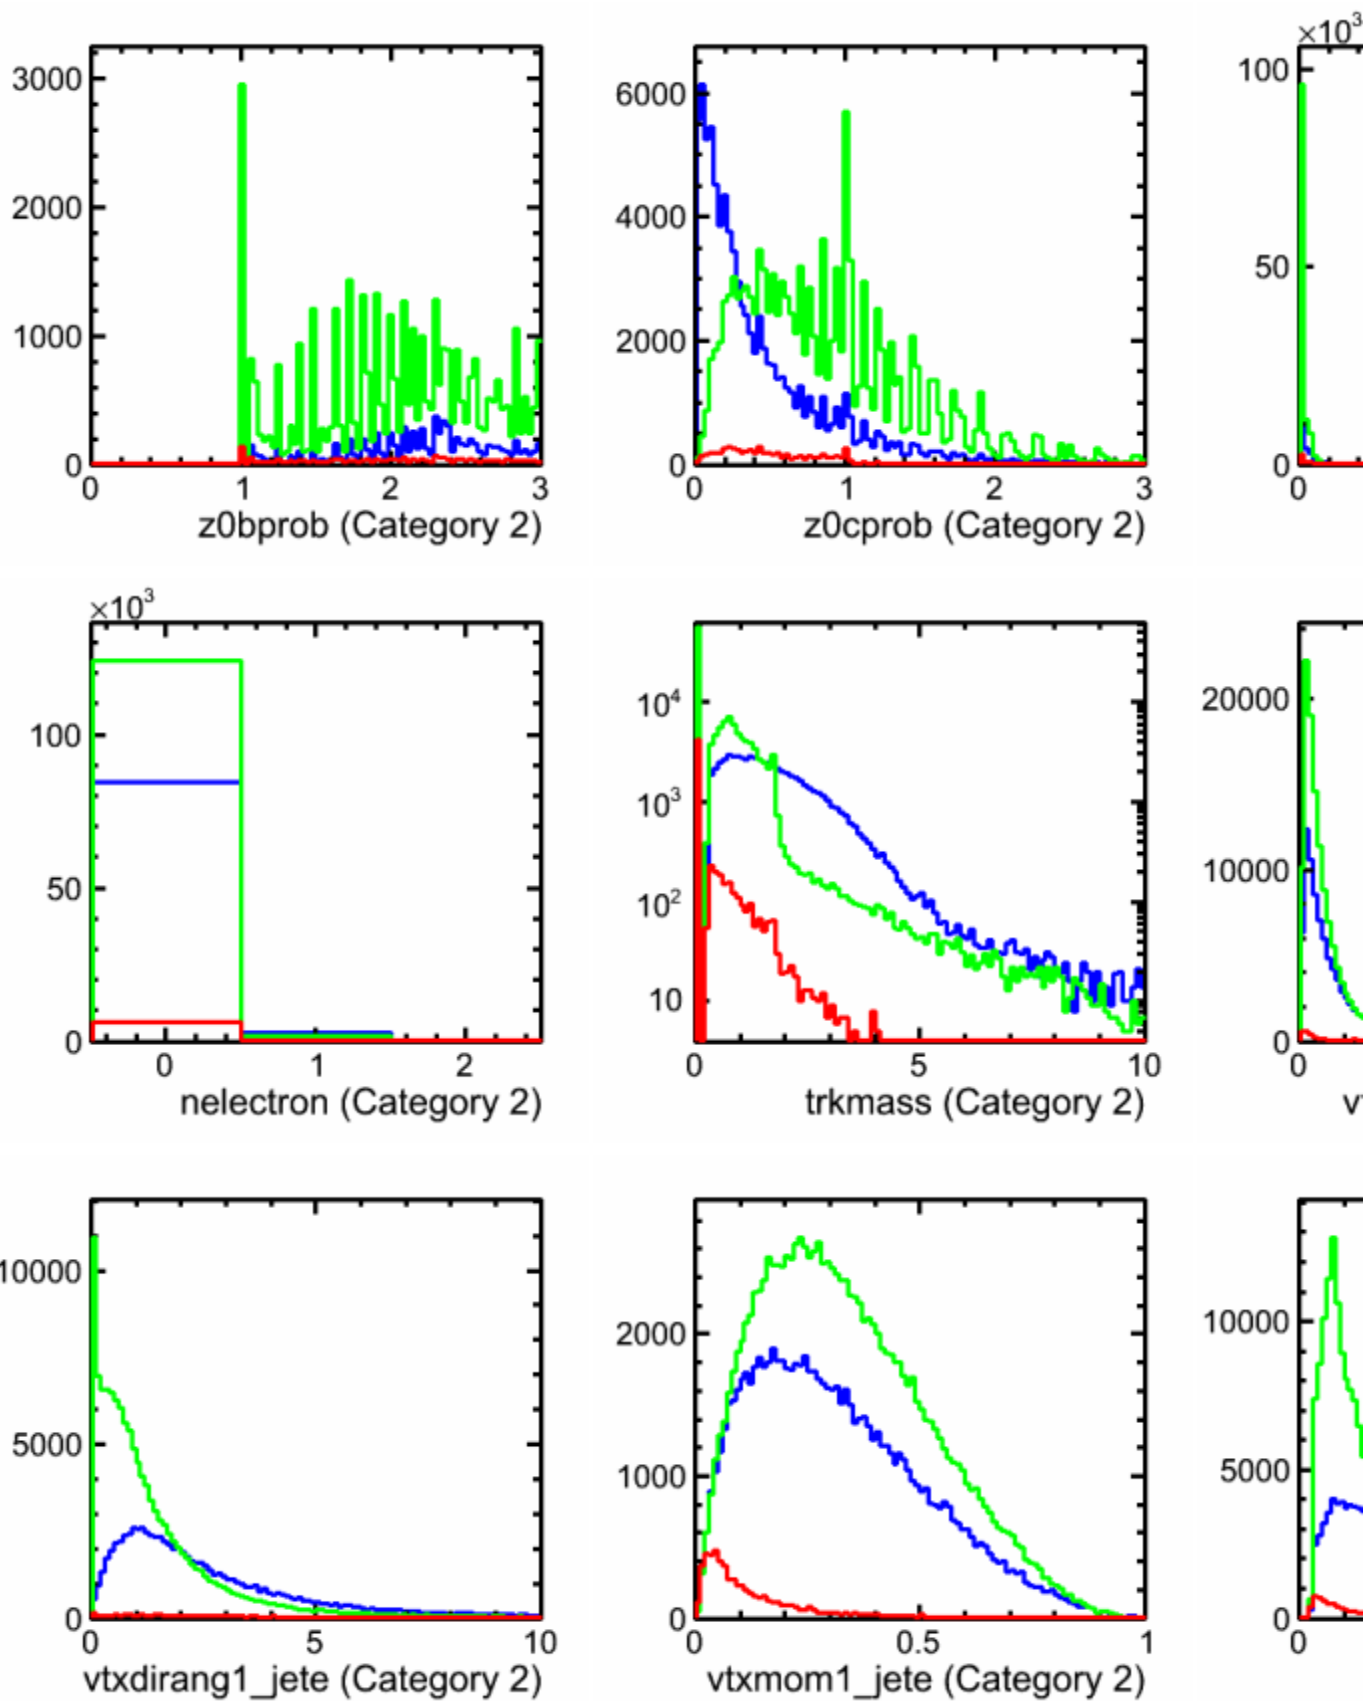 ×10³
3000
2000
1000
0
0 1 2 3
z0bprob (Category 2)
6000
4000
2000
0
0 1 2 3
z0cprob (Category 2)
100
50
0
0
×10³
100
50
0
0 1 2
nelectron (Category 2)
10⁴
10³
10²
10
0 5 10
trkmass (Category 2)
20000
10000
0
0
10000
5000
0
0 5 10
vtxdirang1_jete (Category 2)
2000
1000
0
0 0.5 1
vtxmom1_jete (Category 2)
10000
5000
0
0